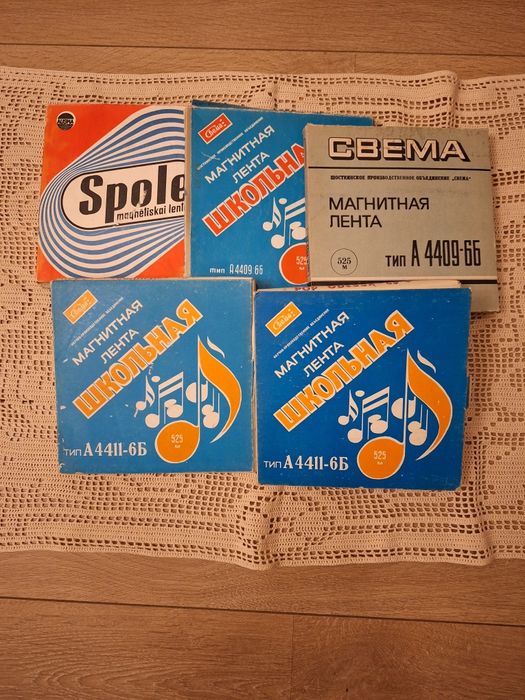 Spole
magnētiskai lent
Свема
МАГНИТНАЯ
ЛЕНТА
ШКОЛЬНАЯ
тип А4409-6Б
525
СВЕМА
ШОСТКИНСКОЕ ПРОИЗВОДСТВЕННОЕ ОБЪЕДИНЕНИЕ „СВЕМА“
МАГНИТНАЯ
ЛЕНТА
525
М
ТИП А 4409-6Б
Свема
МАГНИТНАЯ
ЛЕНТА
ШКОЛЬНАЯ
ТИП А4411-6Б
525
м
Свема
МАГНИТНАЯ
ЛЕНТА
ШКОЛЬНАЯ
ТИП А4411-6Б
525
м